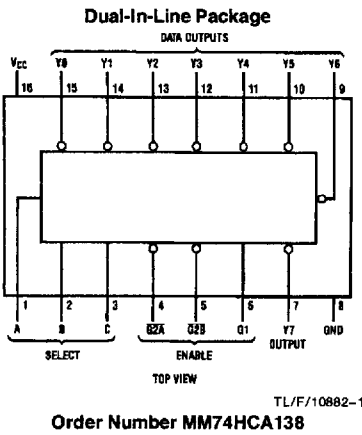 Dual-In-Line Package
DATA OUTPUTS
VCC Y0 Y1 Y2 Y3 Y4 Y5 Y6
16 15 14 13 12 11 10 9
1 2 3 4 5 6 7 8
A B C G2A G2B G1 Y7 GND
SELECT ENABLE OUTPUT
TOP VIEW
TL/F/10882-1
Order Number MM74HCA138